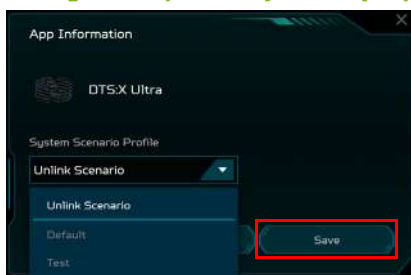 App Information
DTS:X Ultra
System Scenario Profile
Unlink Scenario
Unlink Scenario
Default
Save
Test